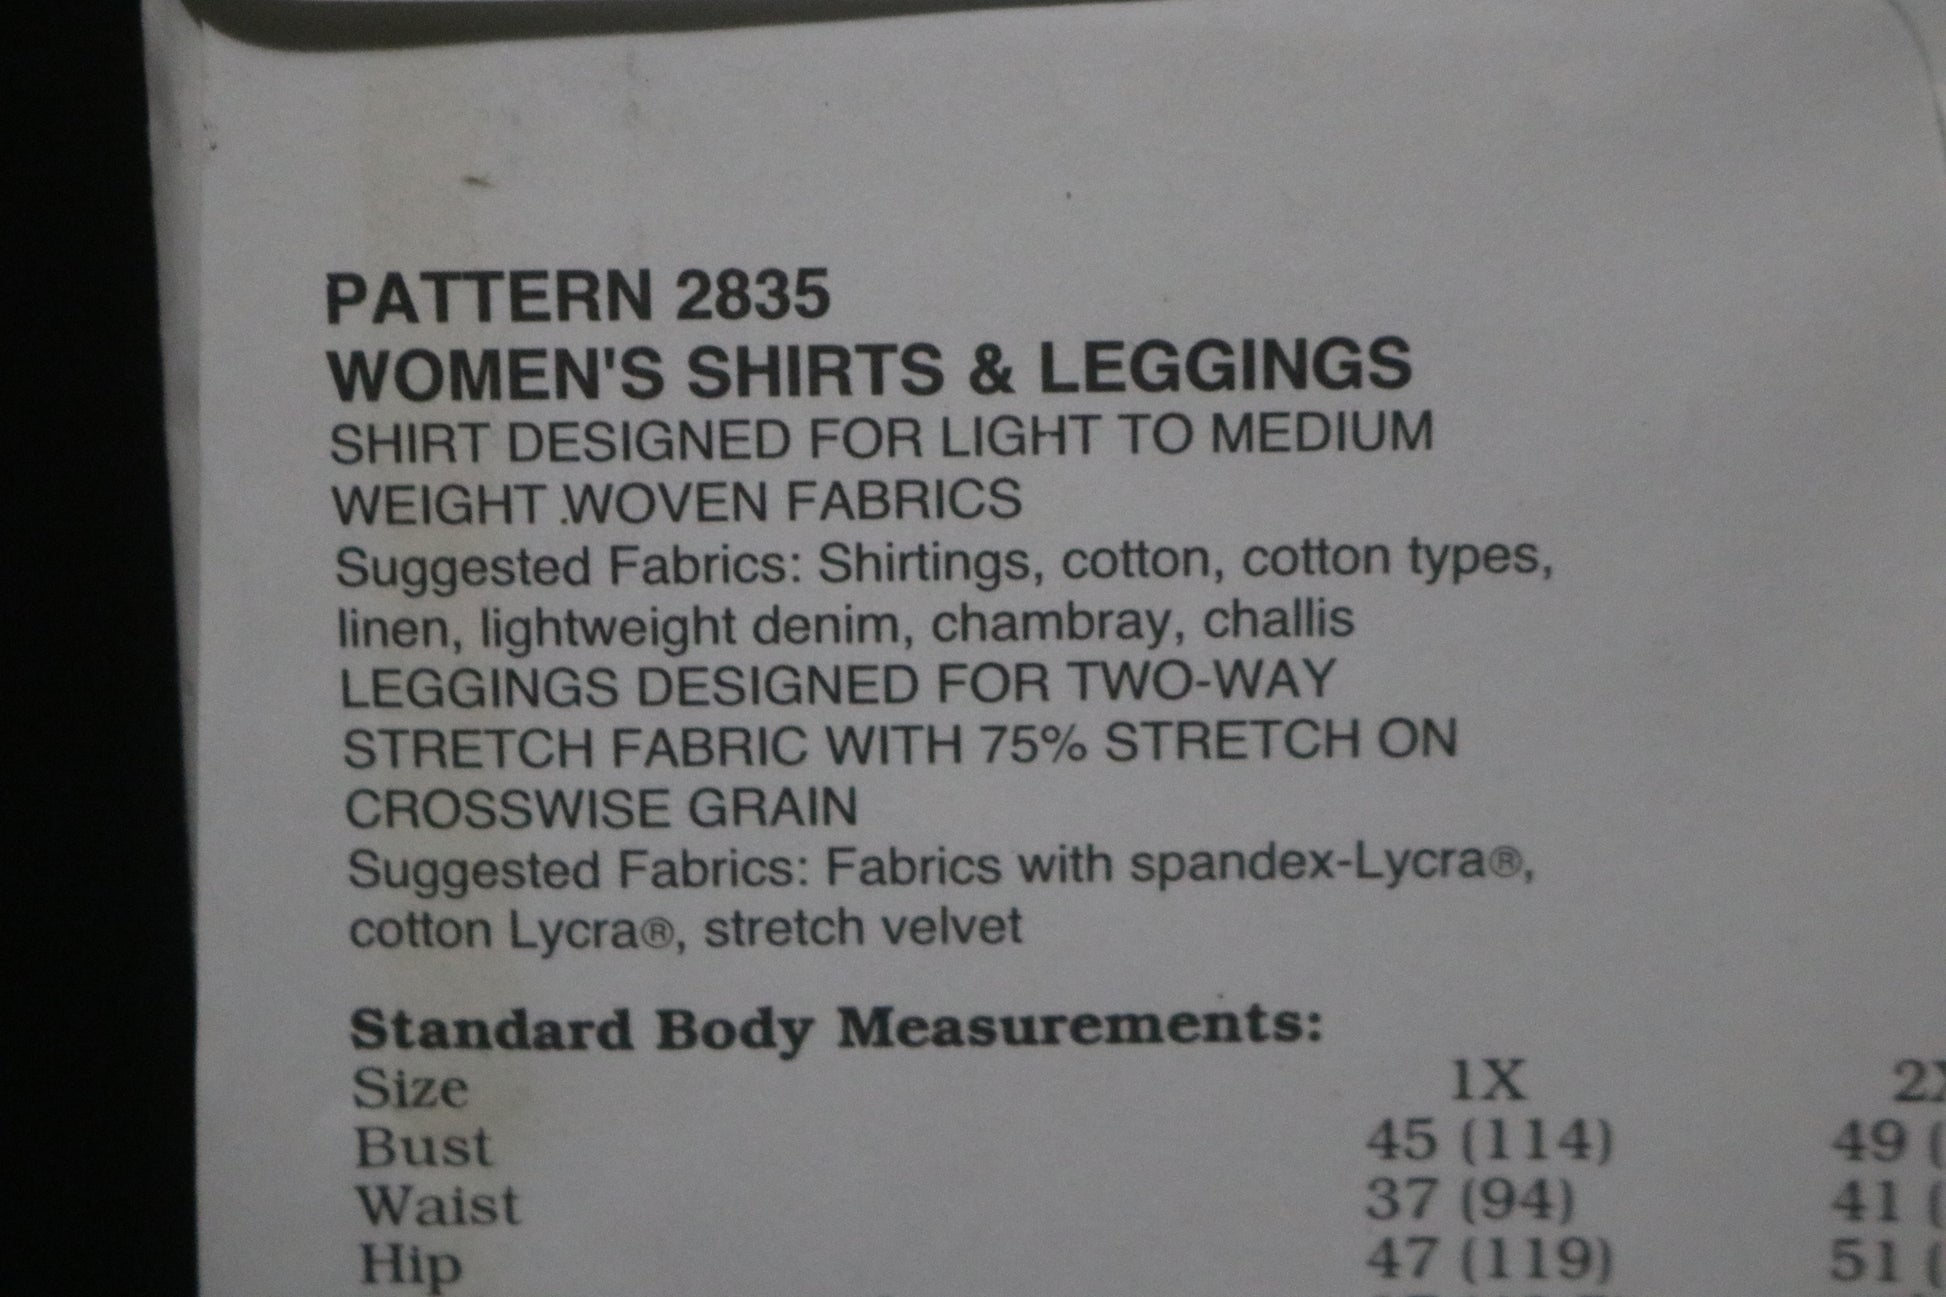 PATTERN 2835
WOMEN'S SHIRTS & LEGGINGS
SHIRT DESIGNED FOR LIGHT TO MEDIUM
WEIGHT .WOVEN FABRICS
Suggested Fabrics: Shirtings, cotton, cotton types,
linen, lightweight denim, chambray, challis
LEGGINGS DESIGNED FOR TWO-WAY
STRETCH FABRIC WITH 75% STRETCH ON
CROSSWISE GRAIN
Suggested Fabrics: Fabrics with spandex-Lycra®,
cotton Lycra®, stretch velvet
Standard Body Measurements:
Size 1X 2X
Bust 45 (114) 49 (
Waist 37 (94) 41 (
Hip 47 (119) 51 (